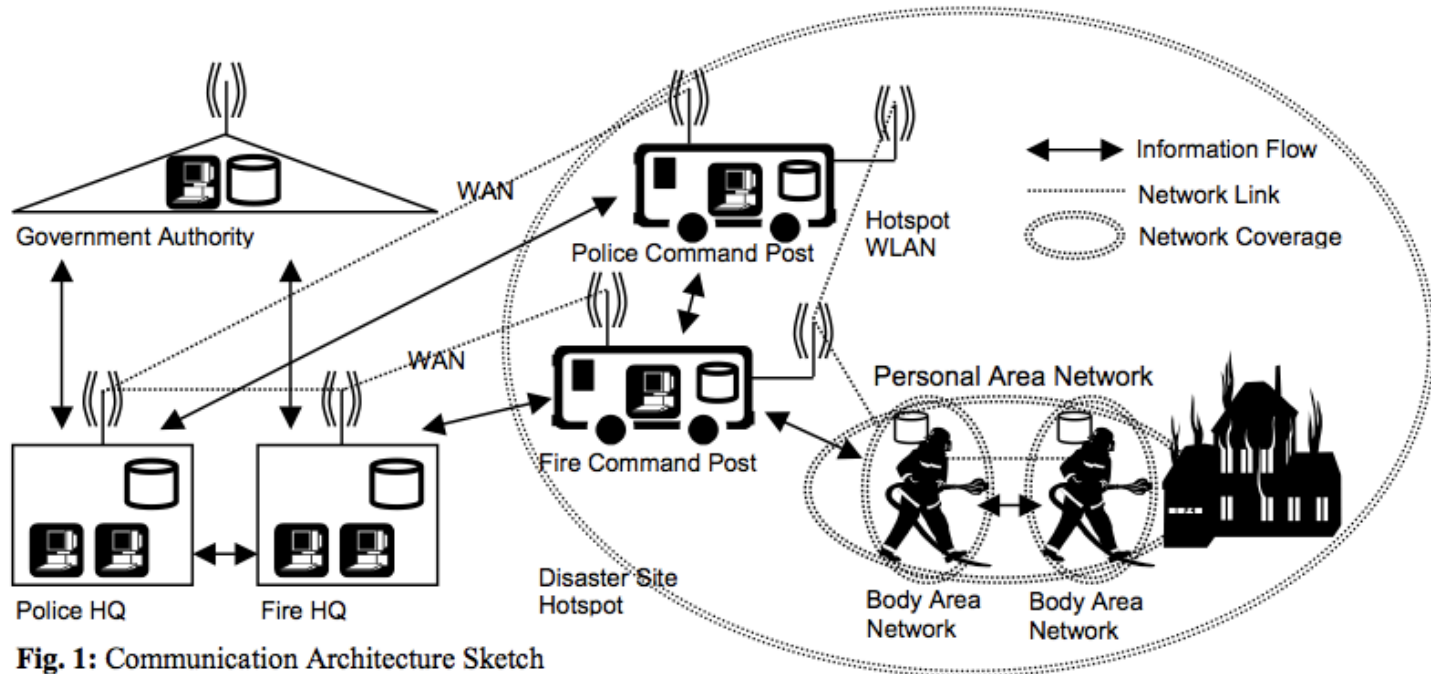 WAN
Government Authority
Police Command Post
Hotspot
WLAN
Information Flow
Network Link
Network Coverage
WAN
Fire Command Post
Personal Area Network
Police HQ
Fire HQ
Disaster Site
Hotspot
Body Area
Network
Body Area
Network
Fig. 1: Communication Architecture Sketch